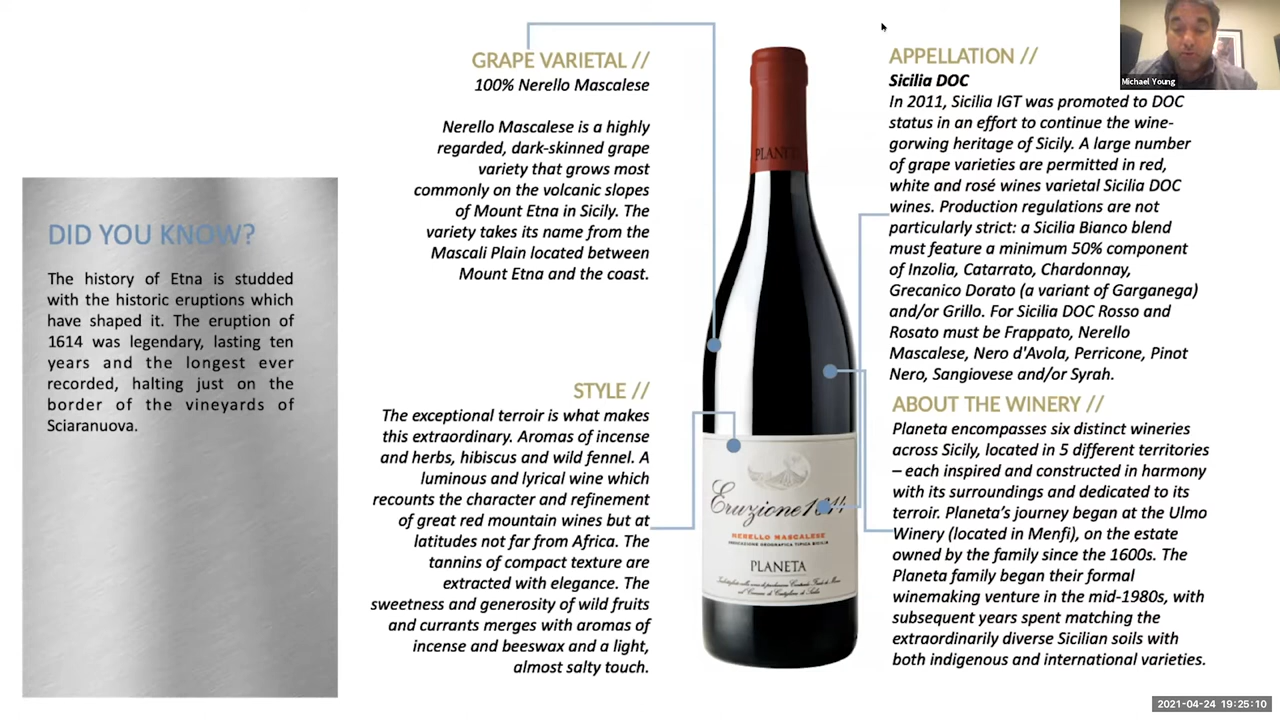 GRAPE VARIETAL //
100% Nerello Mascalese
Nerello Mascalese is a highly
regarded, dark-skinned grape
variety that grows most
commonly on the volcanic slopes
of Mount Etna in Sicily. The
variety takes its name from the
Mascali Plain located between
Mount Etna and the coast.
DID YOU KNOW?
The history of Etna is studded
with the historic eruptions which
have shaped it. The eruption of
1614 was legendary, lasting ten
years and the longest ever
recorded, halting just on the
border of the vineyards of
Sciaranuova.
STYLE //
The exceptional terroir is what makes
this extraordinary. Aromas of incense
and herbs, hibiscus and wild fennel. A
luminous and lyrical wine which
recounts the character and refinement
of great red mountain wines but at
latitudes not far from Africa. The
tannins of compact texture are
extracted with elegance. The
sweetness and generosity of wild fruits
and currants merges with aromas of
incense and beeswax and a light,
almost salty touch.
PLANETA
Eruzione 1614
NERELLO MASCALESE
PLANETA
APPELLATION //
Sicilia DOC
In 2011, Sicilia IGT was promoted to DOC
status in an effort to continue the wine-
gorwing heritage of Sicily. A large number
of grape varieties are permitted in red,
white and rosé wines varietal Sicilia DOC
wines. Production regulations are not
particularly strict: a Sicilia Bianco blend
must feature a minimum 50% component
of Inzolia, Catarrato, Chardonnay,
Grecanico Dorato (a variant of Garganega)
and/or Grillo. For Sicilia DOC Rosso and
Rosato must be Frappato, Nerello
Mascalese, Nero d'Avola, Perricone, Pinot
Nero, Sangiovese and/or Syrah.
ABOUT THE WINERY //
Planeta encompasses six distinct wineries
across Sicily, located in 5 different territories
– each inspired and constructed in harmony
with its surroundings and dedicated to its
terroir. Planeta’s journey began at the Ulmo
Winery (located in Menfi), on the estate
owned by the family since the 1600s. The
Planeta family began their formal
winemaking venture in the mid-1980s, with
subsequent years spent matching the
extraordinarily diverse Sicilian soils with
both indigenous and international varieties.
Michael Young
2021-04-24 19:25:10